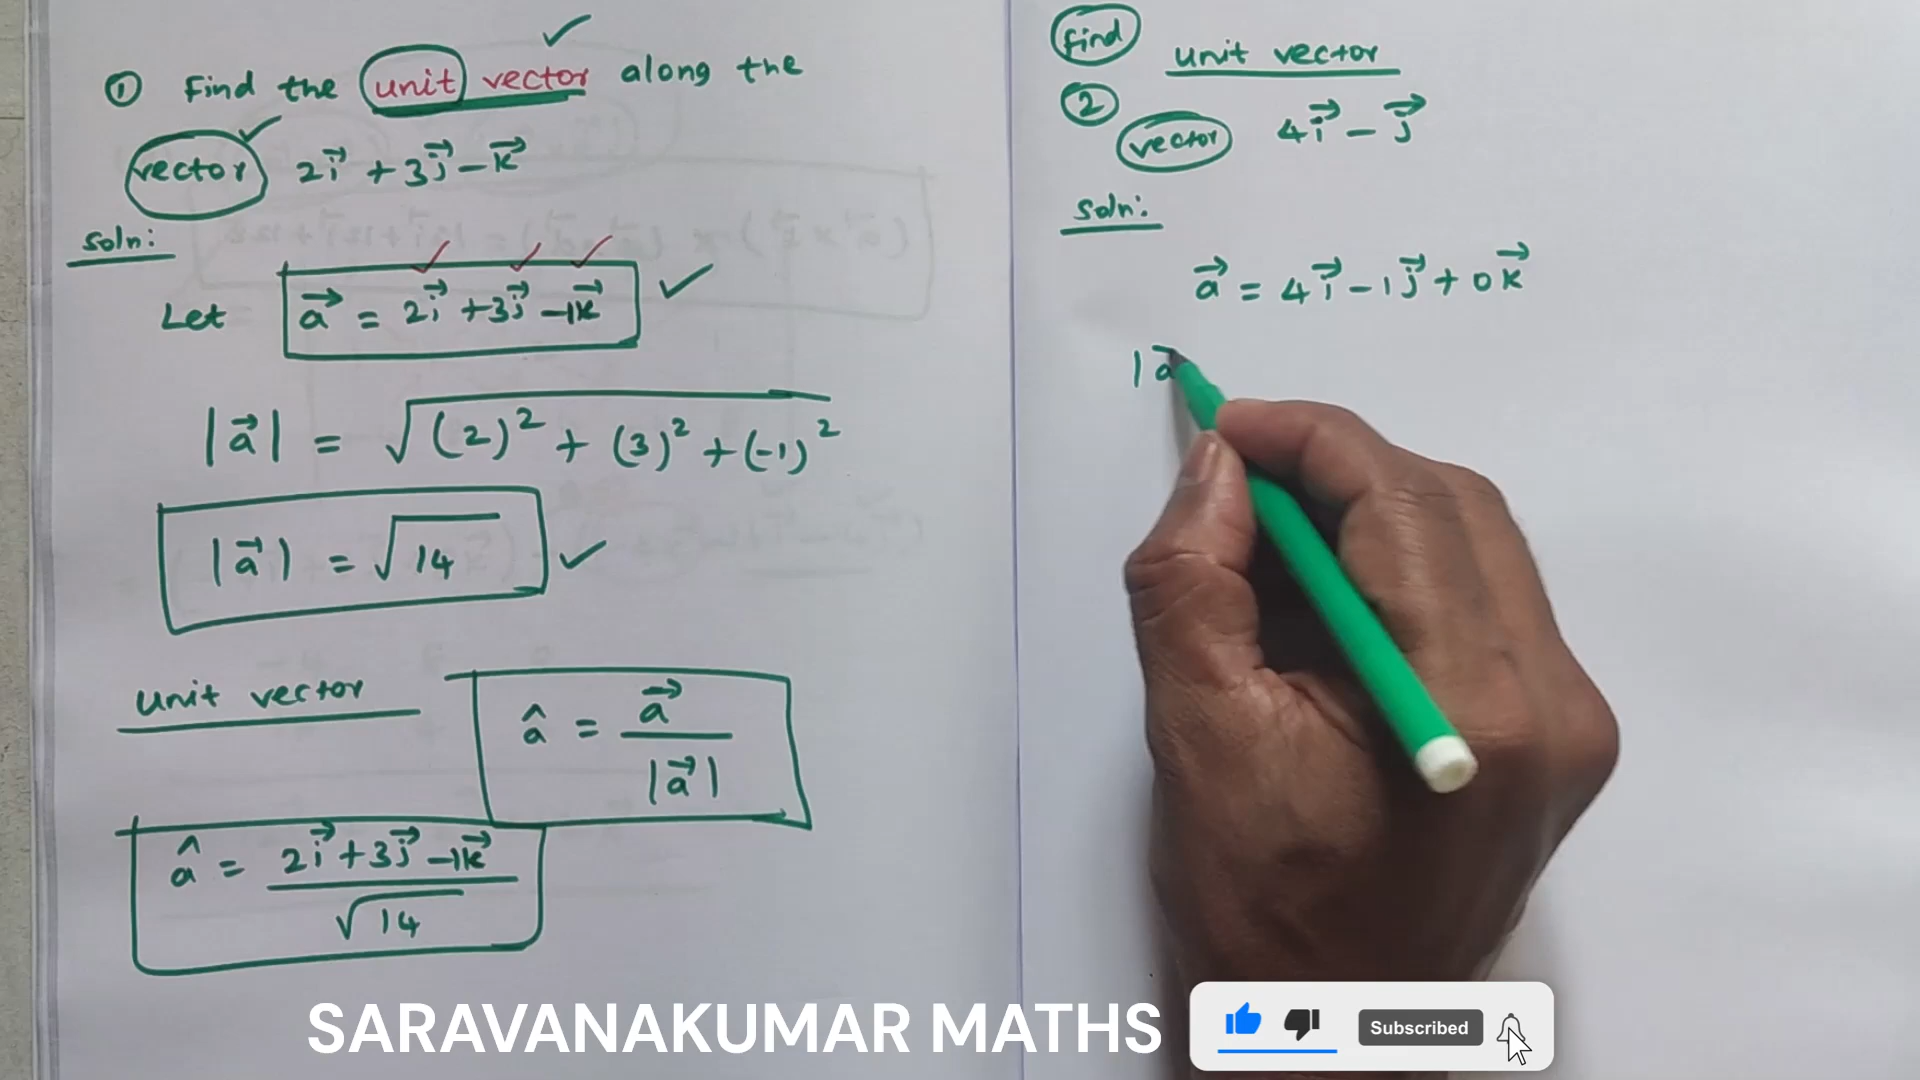 ① Find the unit vector along the
vector 2i⃗ + 3j⃗ − k⃗
Soln:
Let a⃗ = 2i⃗ + 3j⃗ − 1k⃗
|a⃗| = √(2)² + (3)² + (-1)²
|a⃗| = √14
unit vector
â = a⃗ / |a⃗|
â = 2i⃗ + 3j⃗ − 1k⃗ / √14
Find unit vector
② vector 4i⃗ − j⃗
Soln:
a⃗ = 4i⃗ − 1j⃗ + 0k⃗
|a⃗
SARAVANAKUMAR MATHS
Subscribed